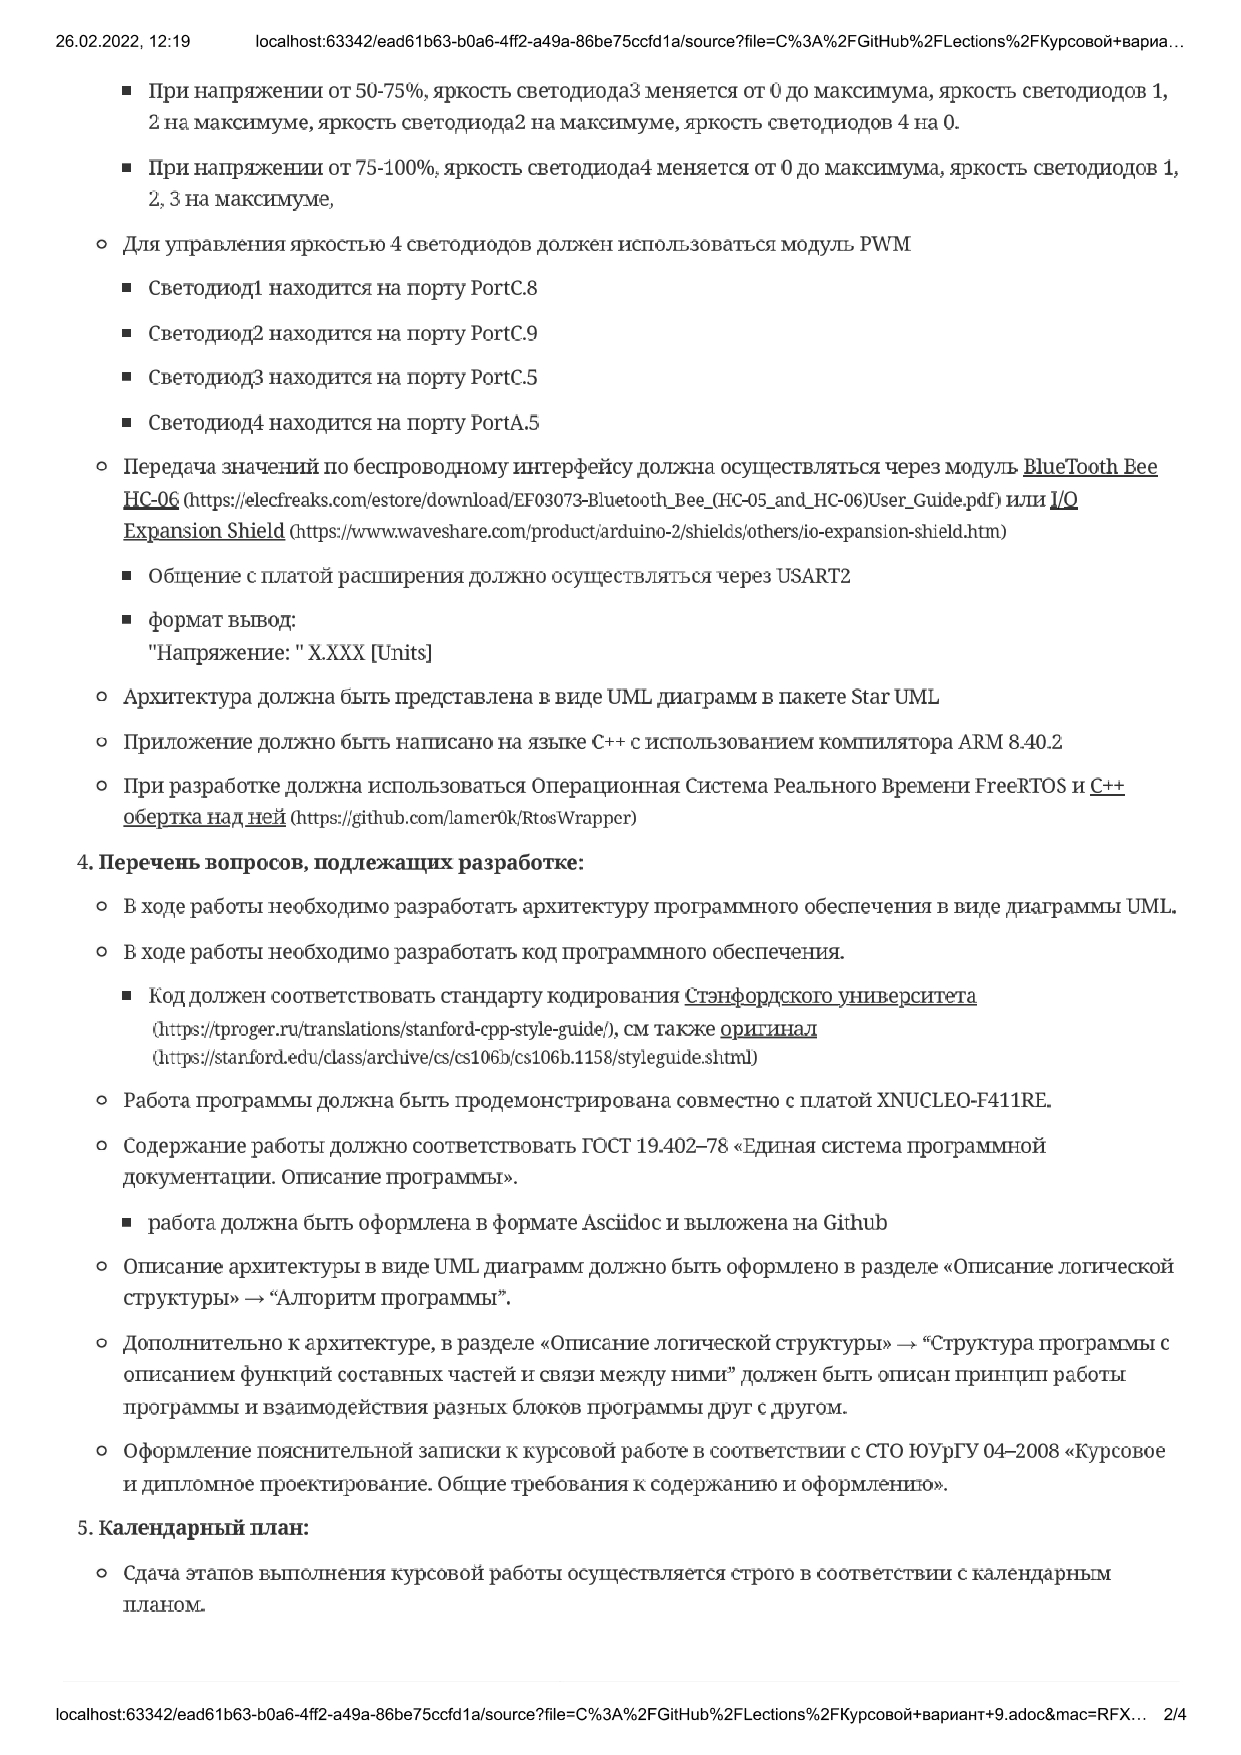 26.02.2022, 12:19 localhost:63342/ead61b63-b0a6-4ff2-a49a-86be75ccfd1a/source?file=C%3A%2FGitHub%2FLections%2FКурсовой+вариа…
▪ При напряжении от 50-75%, яркость светодиода3 меняется от 0 до максимума, яркость светодиодов 1,
2 на максимуме, яркость светодиода2 на максимуме, яркость светодиодов 4 на 0.
▪ При напряжении от 75-100%, яркость светодиода4 меняется от 0 до максимума, яркость светодиодов 1,
2, 3 на максимуме,
○ Для управления яркостью 4 светодиодов должен использоваться модуль PWM
▪ Светодиод1 находится на порту PortC.8
▪ Светодиод2 находится на порту PortC.9
▪ Светодиод3 находится на порту PortC.5
▪ Светодиод4 находится на порту PortA.5
○ Передача значений по беспроводному интерфейсу должна осуществляться через модуль BlueTooth Bee
HC-06 (https://elecfreaks.com/estore/download/EF03073-Bluetooth_Bee_(HC-05_and_HC-06)User_Guide.pdf) или I/O
Expansion Shield (https://www.waveshare.com/product/arduino-2/shields/others/io-expansion-shield.htm)
▪ Общение с платой расширения должно осуществляться через USART2
▪ формат вывод:
"Напряжение: " X.XXX [Units]
○ Архитектура должна быть представлена в виде UML диаграмм в пакете Star UML
○ Приложение должно быть написано на языке С++ с использованием компилятора ARM 8.40.2
○ При разработке должна использоваться Операционная Система Реального Времени FreeRTOS и С++
обертка над ней (https://github.com/lamer0k/RtosWrapper)
4. Перечень вопросов, подлежащих разработке:
○ В ходе работы необходимо разработать архитектуру программного обеспечения в виде диаграммы UML.
○ В ходе работы необходимо разработать код программного обеспечения.
▪ Код должен соответствовать стандарту кодирования Стэнфордского университета
(https://tproger.ru/translations/stanford-cpp-style-guide/), см также оригинал
(https://stanford.edu/class/archive/cs/cs106b/cs106b.1158/styleguide.shtml)
○ Работа программы должна быть продемонстрирована совместно с платой XNUCLEO-F411RE.
○ Содержание работы должно соответствовать ГОСТ 19.402–78 «Единая система программной
документации. Описание программы».
▪ работа должна быть оформлена в формате Asciidoc и выложена на Github
○ Описание архитектуры в виде UML диаграмм должно быть оформлено в разделе «Описание логической
структуры» → “Алгоритм программы”.
○ Дополнительно к архитектуре, в разделе «Описание логической структуры» → “Структура программы с
описанием функций составных частей и связи между ними” должен быть описан принцип работы
программы и взаимодействия разных блоков программы друг с другом.
○ Оформление пояснительной записки к курсовой работе в соответствии с СТО ЮУрГУ 04–2008 «Курсовое
и дипломное проектирование. Общие требования к содержанию и оформлению».
5. Календарный план:
○ Сдача этапов выполнения курсовой работы осуществляется строго в соответствии с календарным
планом.
localhost:63342/ead61b63-b0a6-4ff2-a49a-86be75ccfd1a/source?file=C%3A%2FGitHub%2FLections%2FКурсовой+вариант+9.adoc&mac=RFX… 2/4